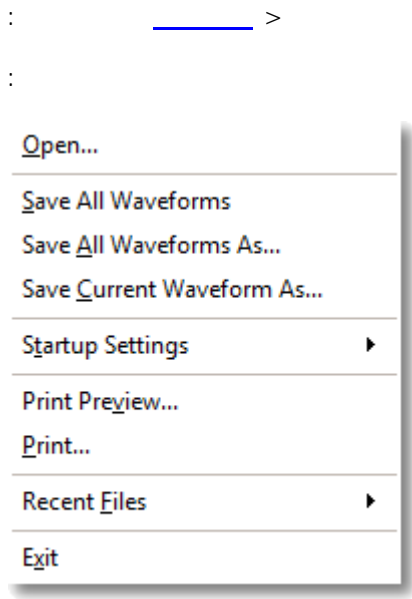 : >
:
Open...
Save All Waveforms
Save All Waveforms As...
Save Current Waveform As...
Startup Settings
Print Preview...
Print...
Recent Files
Exit